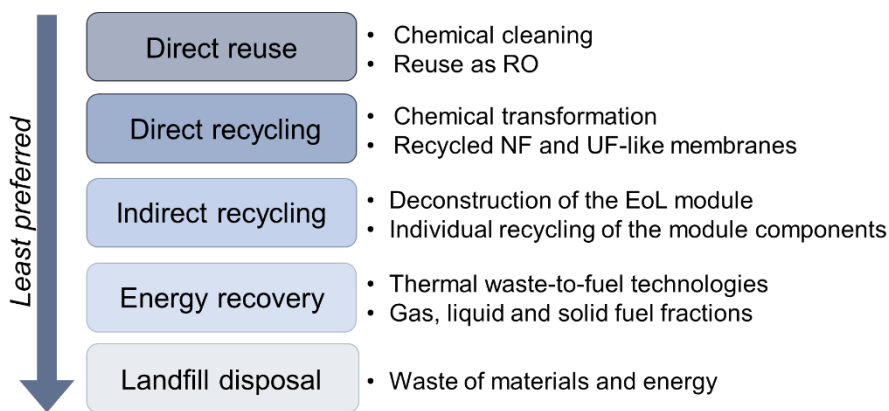 Least preferred
Direct reuse
• Chemical cleaning
• Reuse as RO
Direct recycling
• Chemical transformation
• Recycled NF and UF-like membranes
Indirect recycling
• Deconstruction of the EoL module
• Individual recycling of the module components
Energy recovery
• Thermal waste-to-fuel technologies
• Gas, liquid and solid fuel fractions
Landfill disposal
• Waste of materials and energy